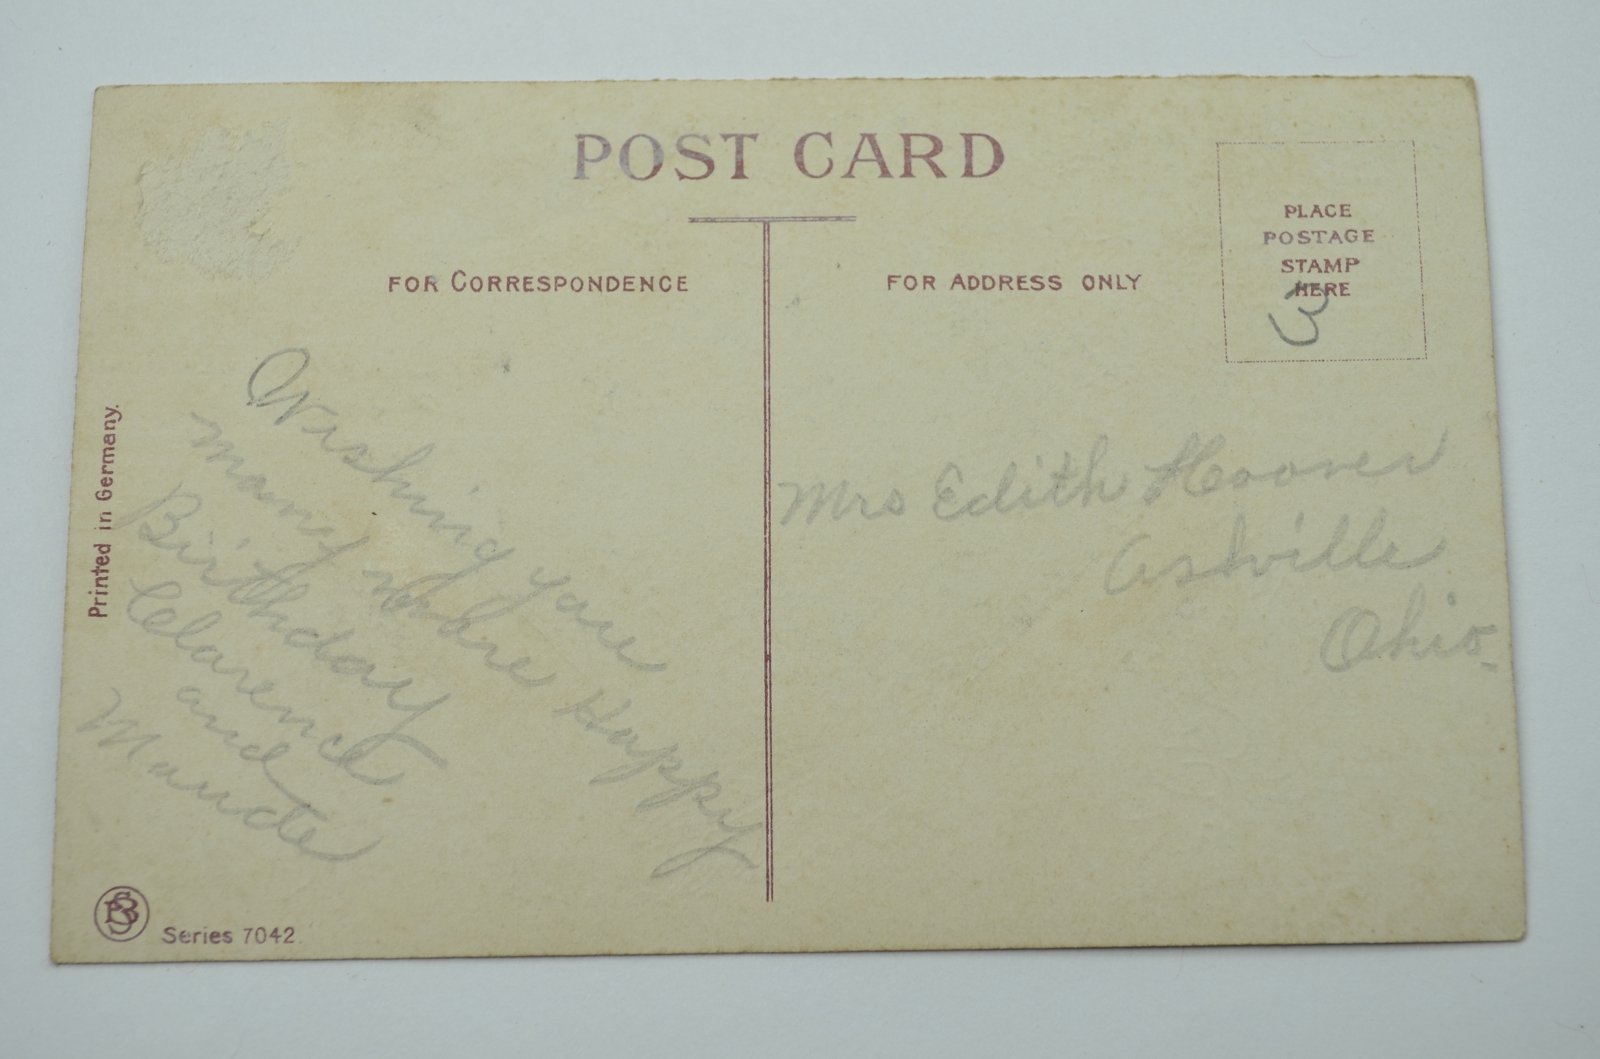 POST CARD
FOR CORRESPONDENCE
FOR ADDRESS ONLY
PLACE
POSTAGE
STAMP
HERE
3
Wishing you
many more Happy
Birthday
Clarence
and
Maude
Mrs Edith Hoover
Ashville
Ohio.
Printed in Germany.
Series 7042